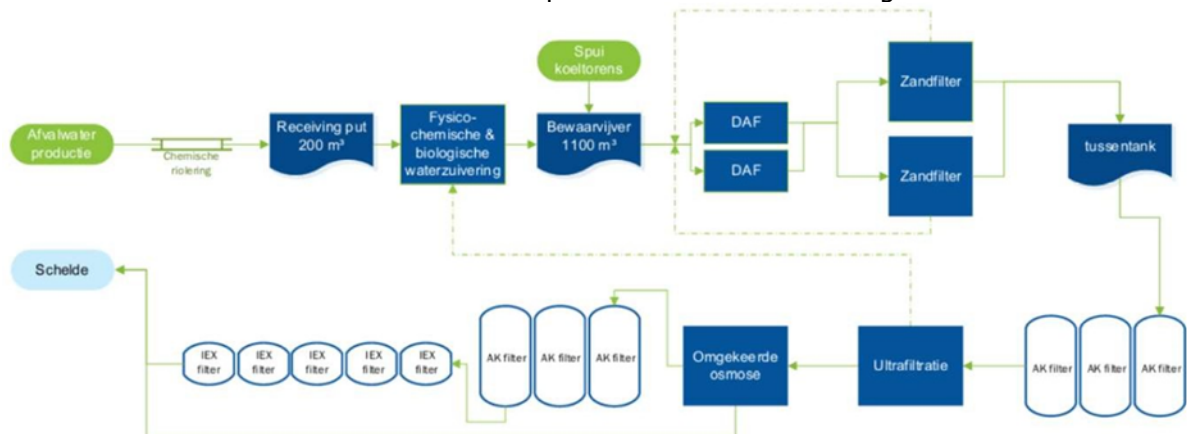 Spui
koeltorens
Zandfilter
Afvalwater
productie
Chemische
riolering
Receiving put
200 m³
Fysico-
chemische &
biologische
waterzuivering
Bewaarvijver
1100 m³
DAF
DAF
Zandfilter
tussentank
Schelde
IEX
filter
IEX
filter
IEX
filter
IEX
filter
IEX
filter
AK filter
AK filter
AK filter
Omgekeerde
osmose
Ultrafiltratie
AK filter
AK filter
AK filter